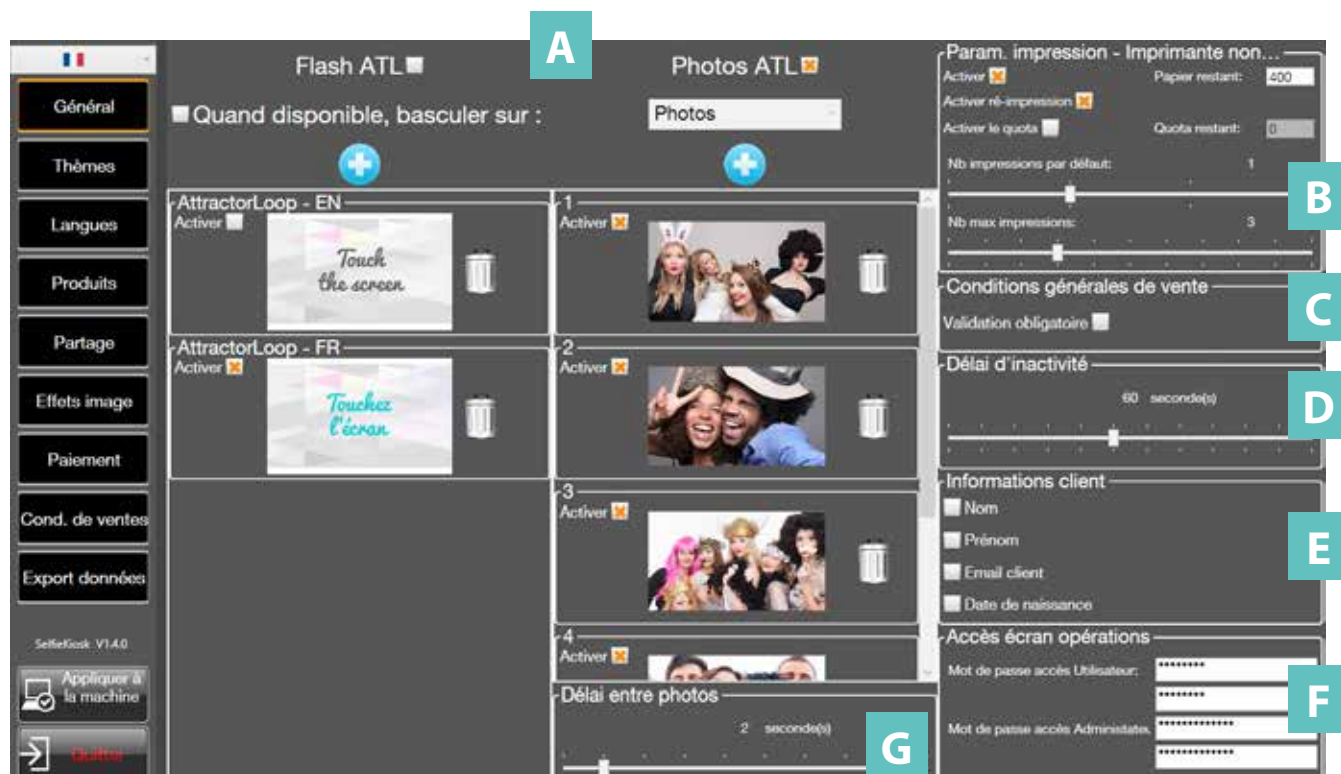 A
Général
Thèmes
Langues
Produits
Partage
Effets image
Paiement
Cond. de ventes
Export données
SelfieKiosk V1.4.0
Appliquer à
la machine
Quitter
Flash ATL
Photos ATL
Quand disponible, basculer sur :
Photos
AttractorLoop - EN
Activer
Touch
the screen
AttractorLoop - FR
Activer
Touchez
l'écran
1
Activer
2
Activer
3
Activer
4
Activer
Délai entre photos
2 seconde(s)
G
Param. impression - Imprimante non...
Activer
Papier restant: 400
Activer ré-impression
Activer le quota
Quota restant: 0
Nb impressions par défaut: 1
B
Nb max impressions: 3
Conditions générales de vente
C
Validation obligatoire
Délai d'inactivité
60 seconde(s)
D
Informations client
Nom
Prénom
E
Email client
Date de naissance
Accès écran opérations
Mot de passe accès Utilisateur: ********
********
F
Mot de passe accès Administate *************
*************